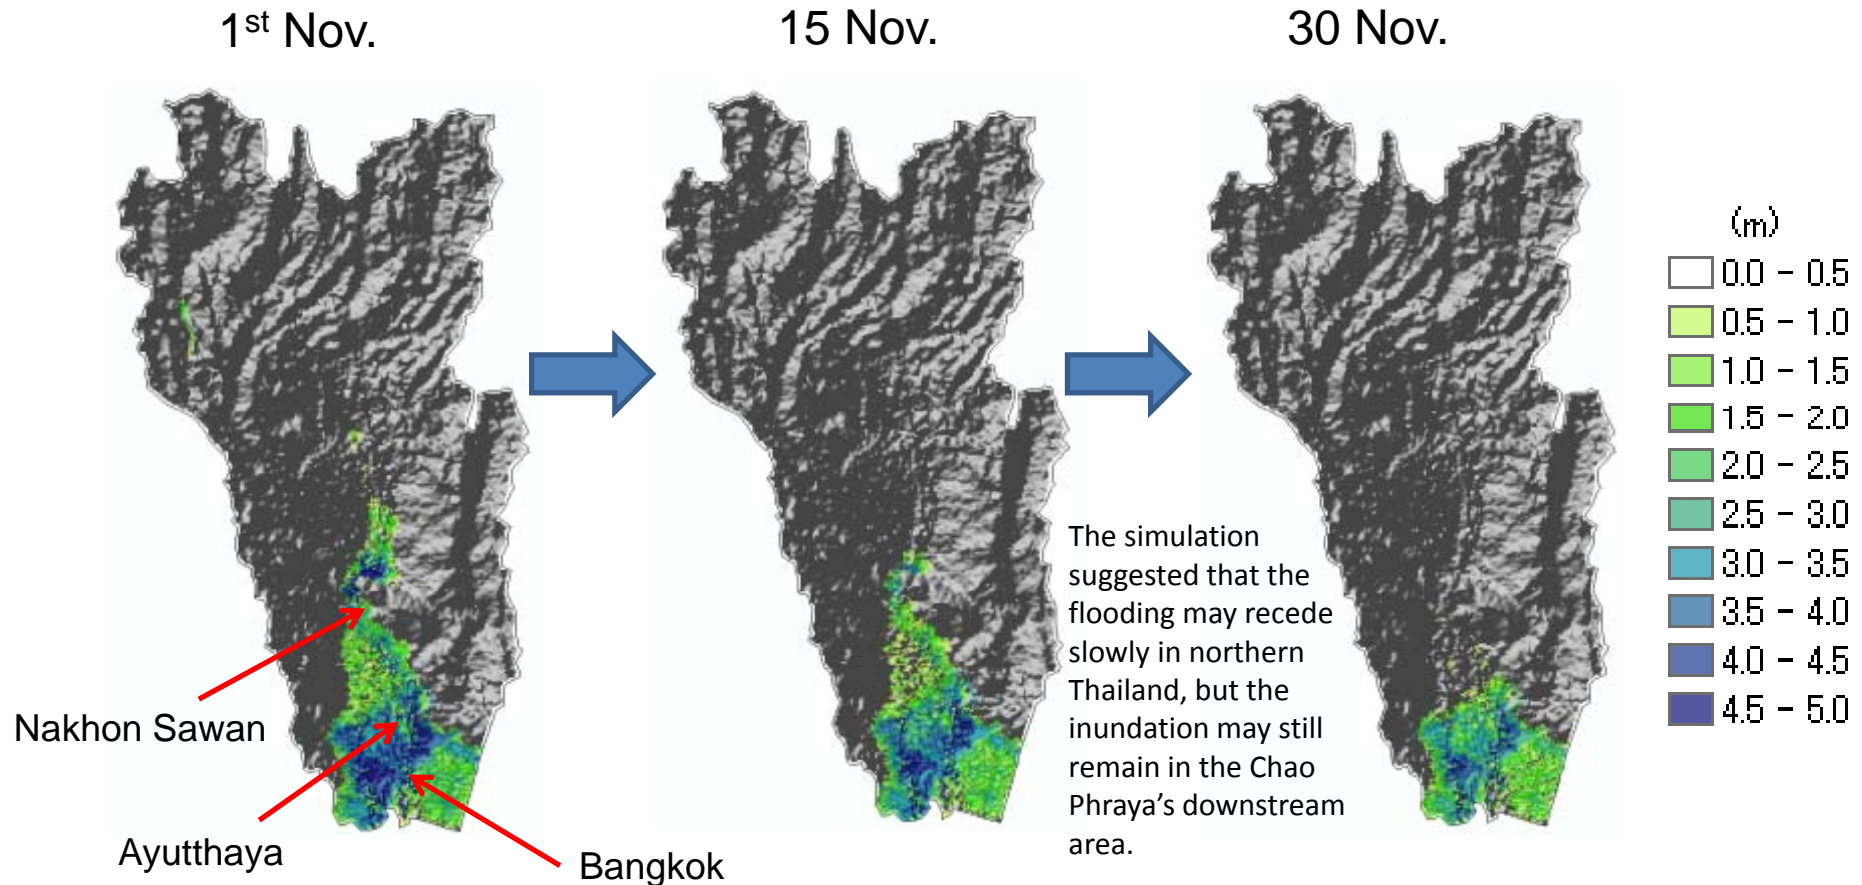 1st Nov.
15 Nov.
30 Nov.
(m)
0.0 - 0.5
0.5 - 1.0
1.0 - 1.5
1.5 - 2.0
2.0 - 2.5
2.5 - 3.0
3.0 - 3.5
3.5 - 4.0
4.0 - 4.5
4.5 - 5.0
The simulation
suggested that the
flooding may recede
slowly in northern
Thailand, but the
inundation may still
remain in the Chao
Phraya’s downstream
area.
Nakhon Sawan
Ayutthaya
Bangkok